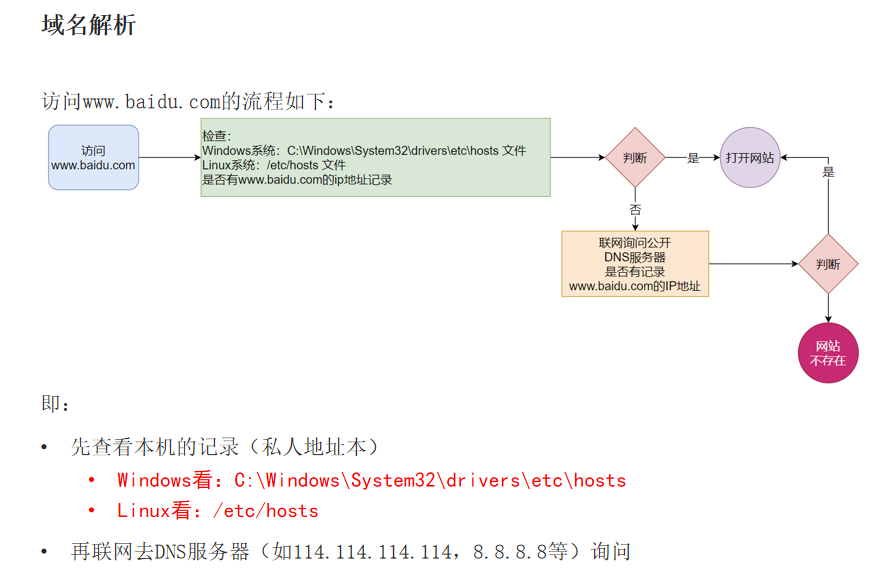 域名解析
访问www.baidu.com的流程如下：
访问
www.baidu.com
检查：
Windows系统：C:\Windows\System32\drivers\etc\hosts 文件
Linux系统：/etc/hosts 文件
是否有www.baidu.com的ip地址记录
判断
是
打开网站
是
否
联网询问公开
DNS服务器
是否有记录
www.baidu.com的IP地址
判断
网站
不存在
即：
• 先查看本机的记录（私人地址本）
• Windows看：C:\Windows\System32\drivers\etc\hosts
• Linux看：/etc/hosts
• 再联网去DNS服务器（如114.114.114.114，8.8.8.8等）询问